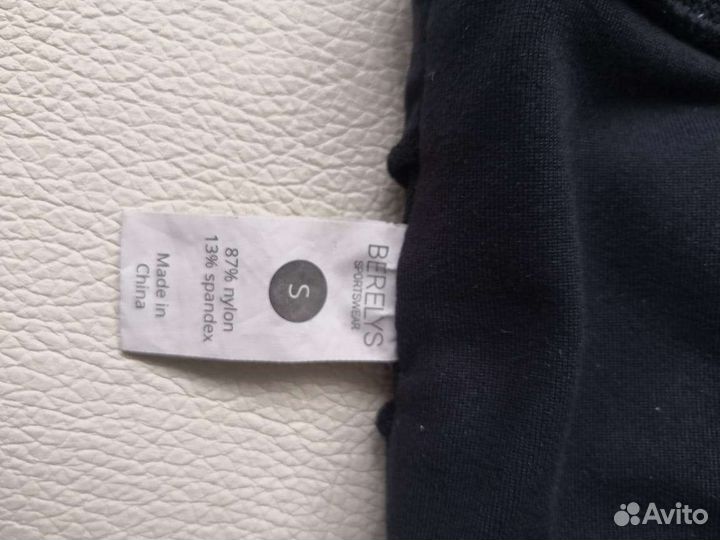 BERELYS
SPORTSWEAR
S
87% nylon
13% spandex
Made in
China
Avito